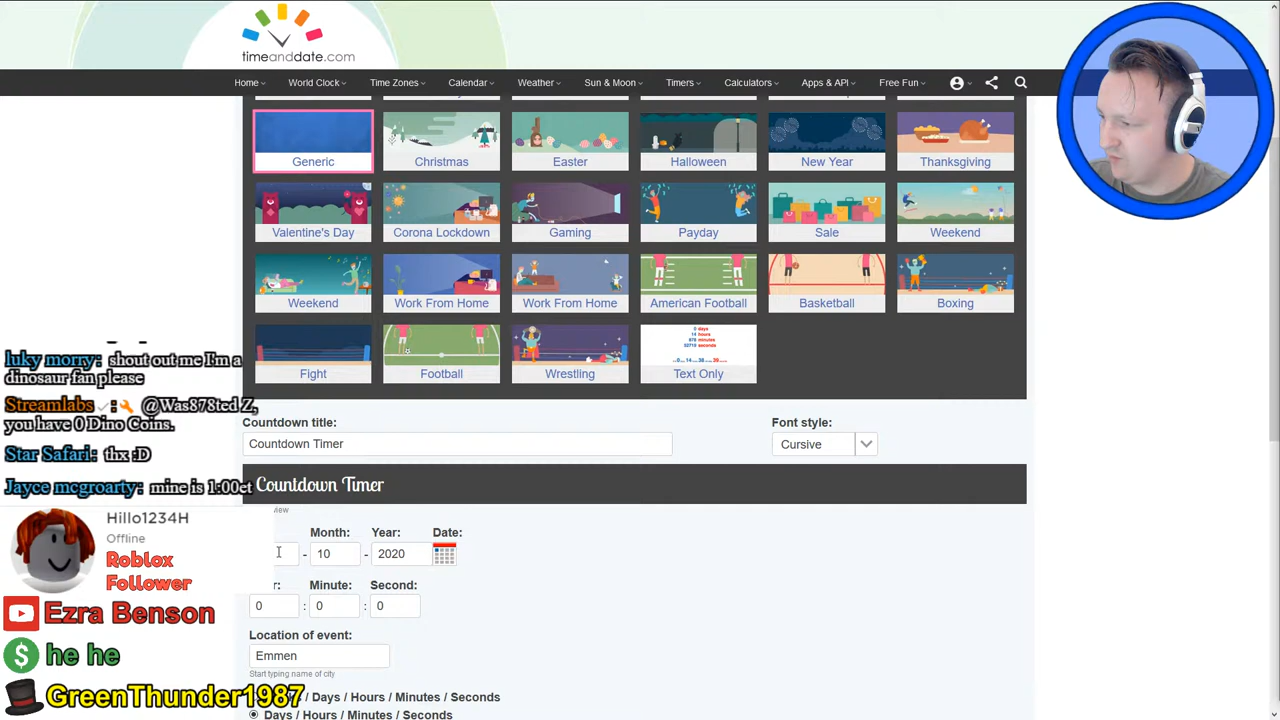 timeanddate.com
Home World Clock Time Zones Calendar Weather Sun & Moon Timers Calculators Apps & API Free Fun
Generic Christmas Easter Halloween New Year Thanksgiving
Valentine's Day Corona Lockdown Gaming Payday Sale Weekend
Weekend Work From Home Work From Home American Football Basketball Boxing
Fight Football Wrestling Text Only
luky morry: shout out me I'm a
dinosaur fan please
Streamlabs : @Was878ted Z,
you have 0 Dino Coins.
Star Safari: thx :D
Jayce mcgroarty: mine is 1:00et
Countdown title: Font style:
Countdown Timer Cursive
Countdown Timer
Hillo1234H
Offline
Roblox
Follower
Ezra Benson
$ he he
GreenThunder1987
Month: Year: Date:
- 10 - 2020
Minute: Second:
0 : 0 : 0
Location of event:
Emmen
Start typing name of city
/ Days / Hours / Minutes / Seconds
Days / Hours / Minutes / Seconds